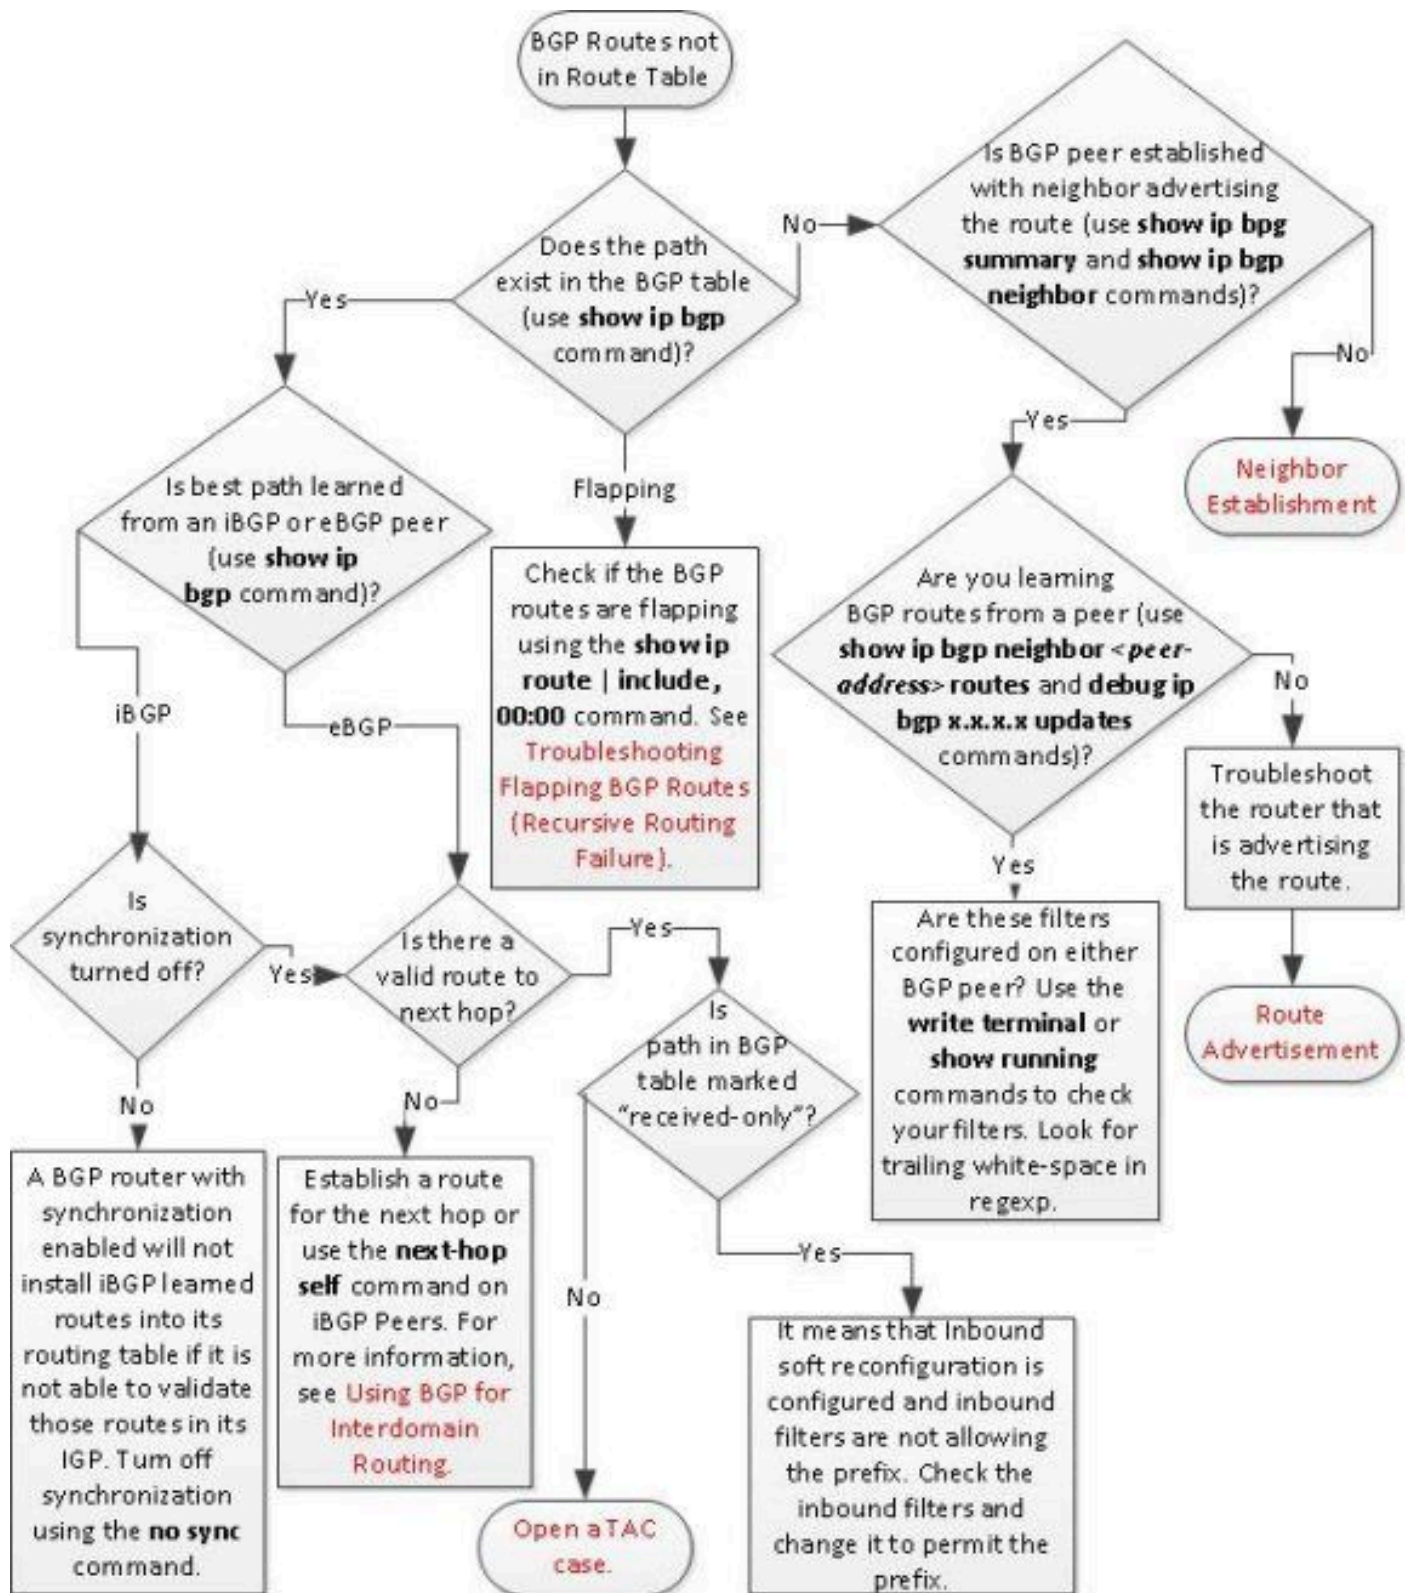 BGP Routes not
in Route Table
Is BGP peer established
with neighbor advertising
the route (use show ip bpg
summary and show ip bgp
neighbor commands)?
No
Does the path
exist in the BGP table
(use show ip bgp
command)?
Yes
No
Yes
Neighbor
Establishment
Flapping
Is best path learned
from an iBGP or eBGP peer
(use show ip
bgp command)?
Check if the BGP
routes are flapping
using the show ip
route | include,
00:00 command. See
Troubleshooting
Flapping BGP Routes
(Recursive Routing
Failure).
Are you learning
BGP routes from a peer (use
show ip bgp neighbor <peer-
address> routes and debug ip
bgp x.x.x.x updates
commands)?
No
iBGP
eBGP
Troubleshoot
the router that
is advertising
the route.
Yes
Is
synchronization
turned off?
Yes
Is there a
valid route to
next hop?
Yes
Are these filters
configured on either
BGP peer? Use the
write terminal or
show running
commands to check
your filters. Look for
trailing white-space in
regexp.
Route
Advertisement
Is
path in BGP
table marked
"received-only"?
No
No
A BGP router with
synchronization
enabled will not
install iBGP learned
routes into its
routing table if it is
not able to validate
those routes in its
IGP. Turn off
synchronization
using the no sync
command.
Establish a route
for the next hop or
use the next-hop
self command on
iBGP Peers. For
more information,
see Using BGP for
Interdomain
Routing.
No
Yes
Open a TAC
case.
It means that Inbound
soft reconfiguration is
configured and inbound
filters are not allowing
the prefix. Check the
inbound filters and
change it to permit the
prefix.